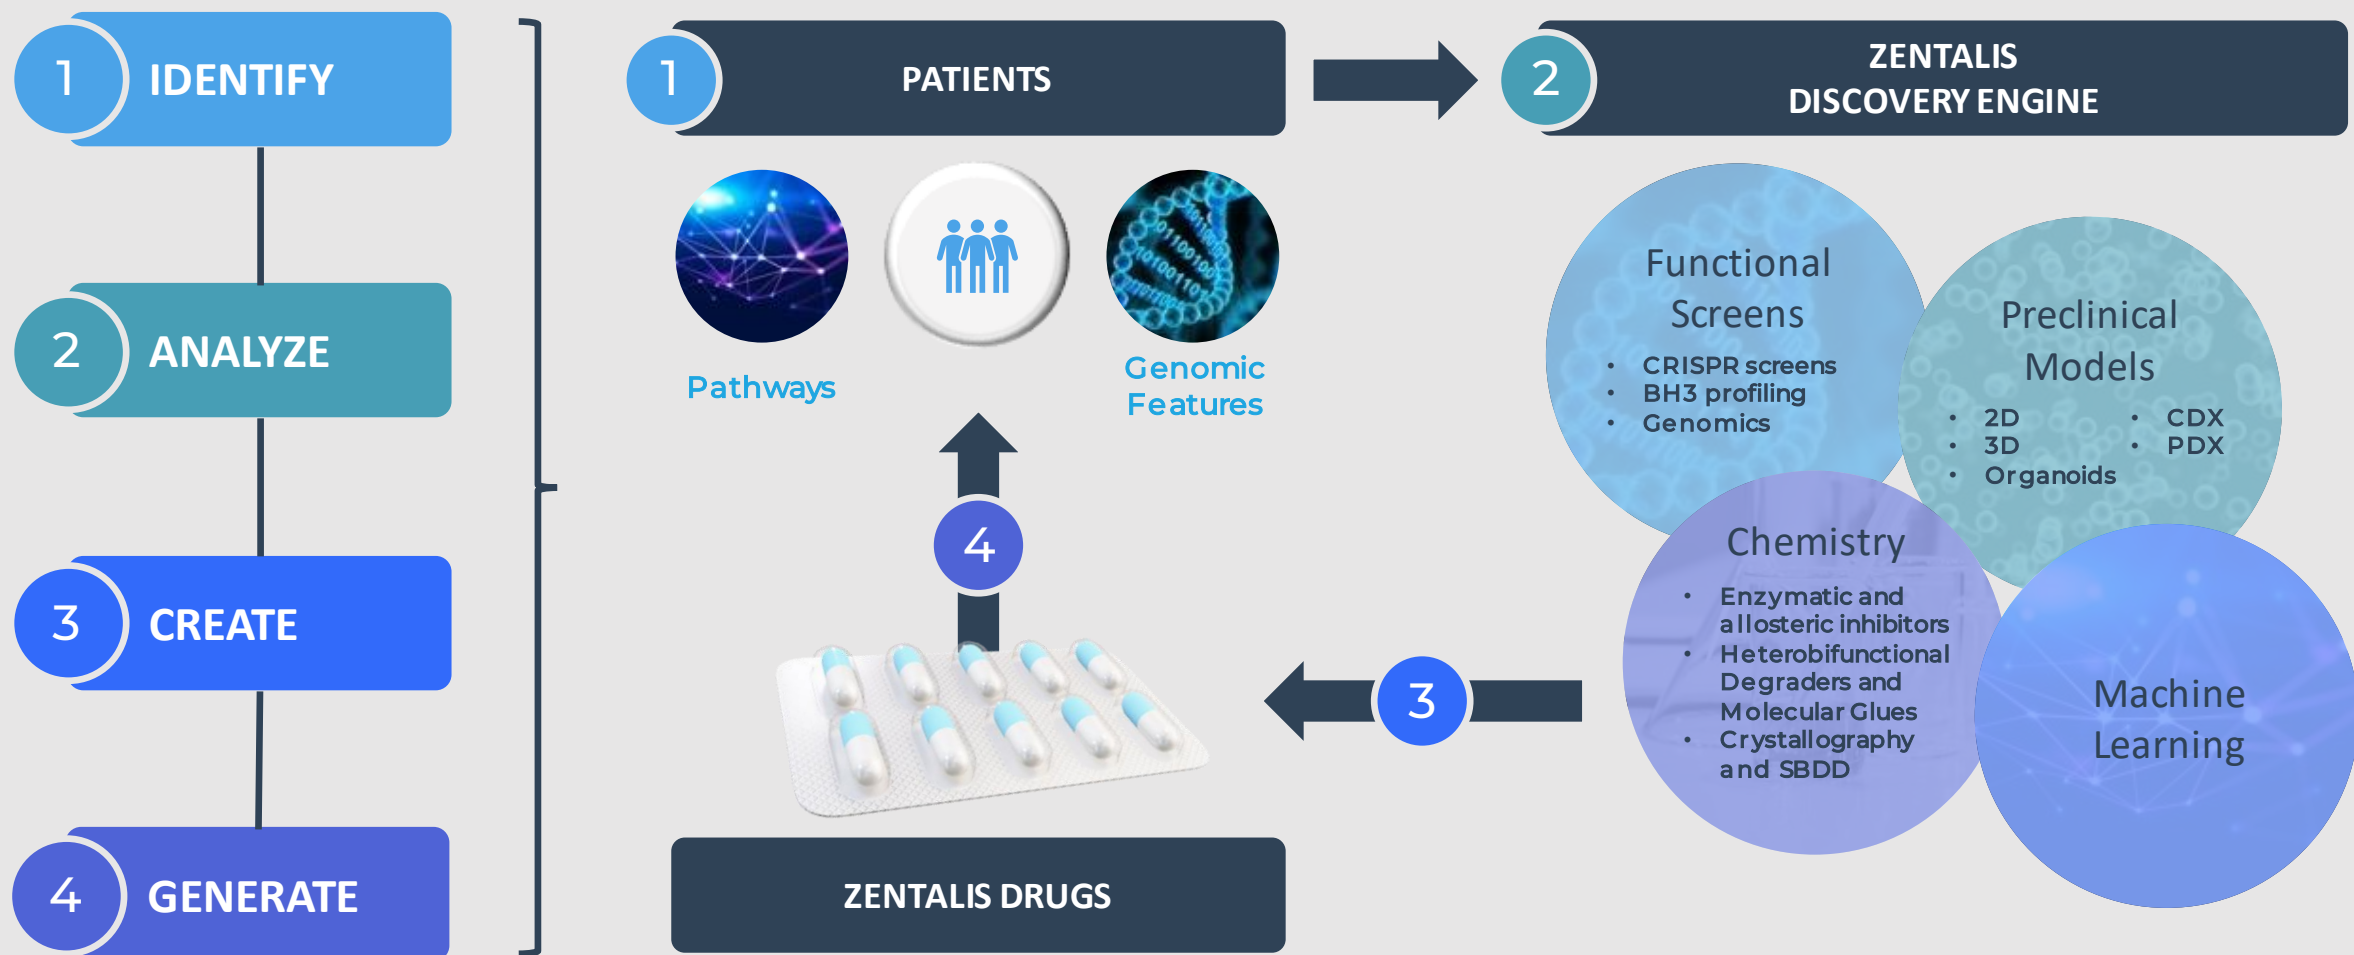 1
IDENTIFY
2
ANALYZE
3
CREATE
4
GENERATE
1
PATIENTS
Pathways
Genomic
Features
2
ZENTALIS
DISCOVERY ENGINE
Functional
Screens
• CRISPR screens
• BH3 profiling
• Genomics
Preclinical
Models
• 2D
• 3D
• Organoids
• CDX
• PDX
Chemistry
• Enzymatic and
allosteric inhibitors
• Heterobifunctional
Degraders and
Molecular Glues
• Crystallography
and SBDD
Machine
Learning
3
4
ZENTALIS DRUGS